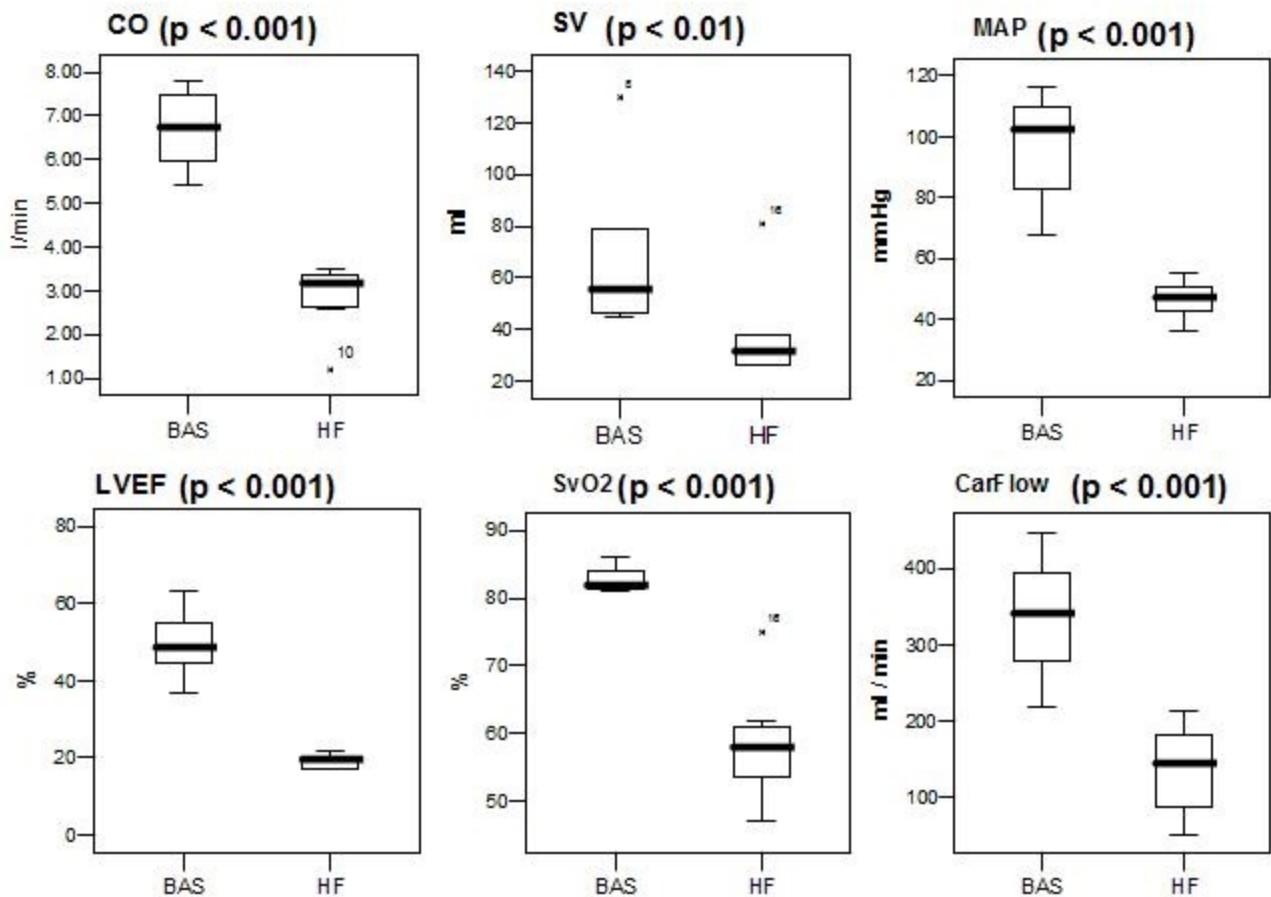 CO (p < 0.001)
8.00
7.00
6.00
5.00
4.00
3.00
2.00
1.00
l/min
10
BAS HF
SV (p < 0.01)
140
120
100
80
60
40
20
ml
BAS HF
MAP (p < 0.001)
120
100
80
60
40
20
mmHg
BAS HF
LVEF (p < 0.001)
80
60
40
20
0
%
BAS HF
SvO2 (p < 0.001)
90
80
70
60
50
%
BAS HF
CarFlow (p < 0.001)
400
300
200
100
ml / min
BAS HF